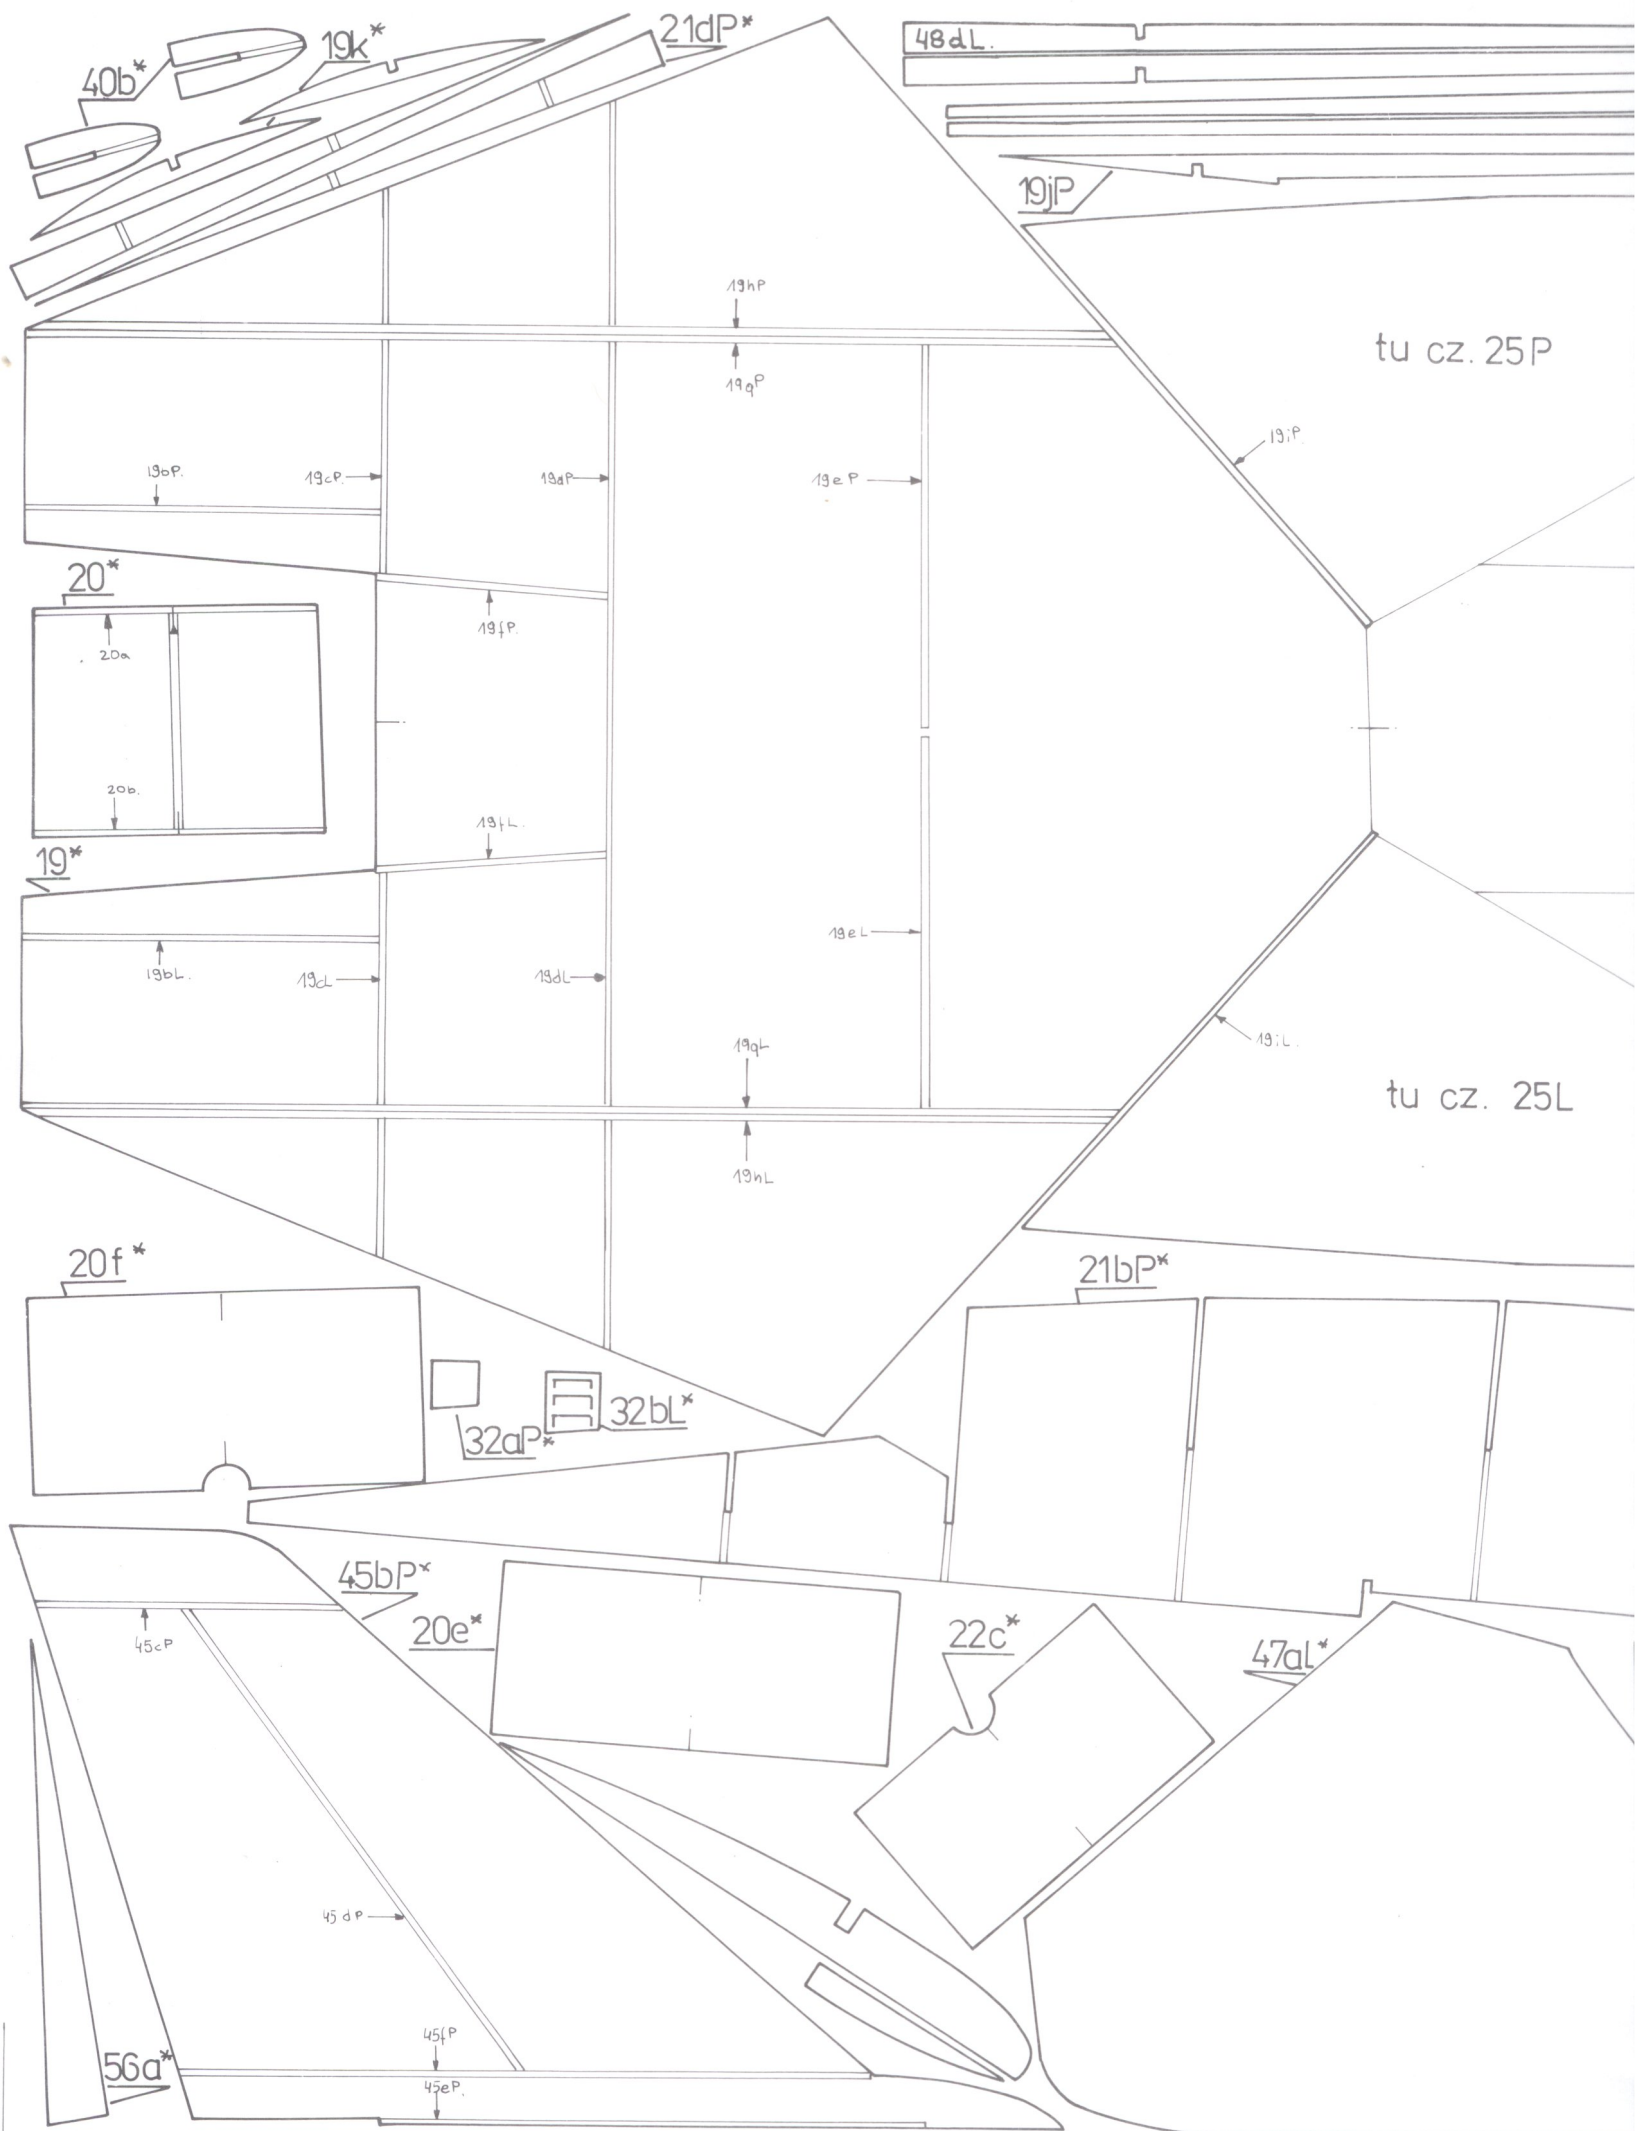 40b*
19k*
21dP*
48dL.
19jP
19hP
19gP
tu cz. 25P
19iP.
19bP.
19cP.
19dP
19eP
20*
20a
20b.
19fP.
19fL.
19*
19bL.
19cL
19dL
19eL
19iL.
19gL
19hL
tu cz. 25L
20f*
21bP*
32aP*
32bL*
45bP*
45cP
20e*
22c*
47aL*
45dP
45fP
45eP.
56a*